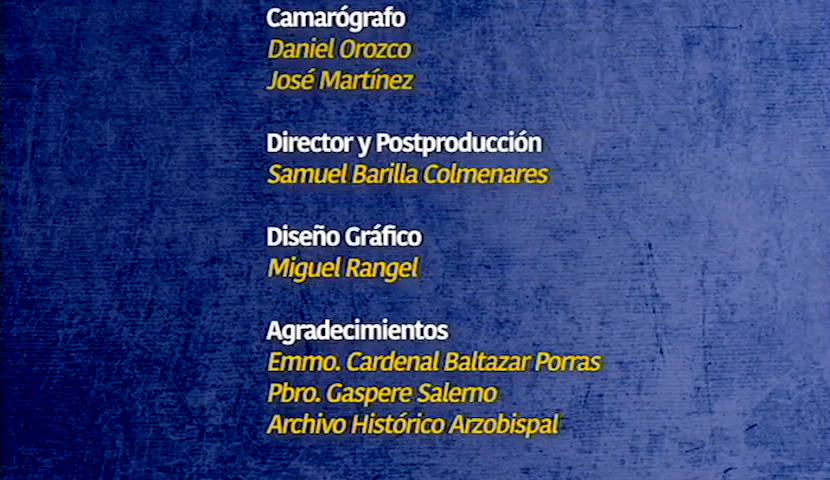 Camarógrafo
Daniel Orozco
José Martínez
Director y Postproducción
Samuel Barilla Colmenares
Diseño Gráfico
Miguel Rangel
Agradecimientos
Emmo. Cardenal Baltazar Porras
Pbro. Gaspere Salerno
Archivo Histórico Arzobispal